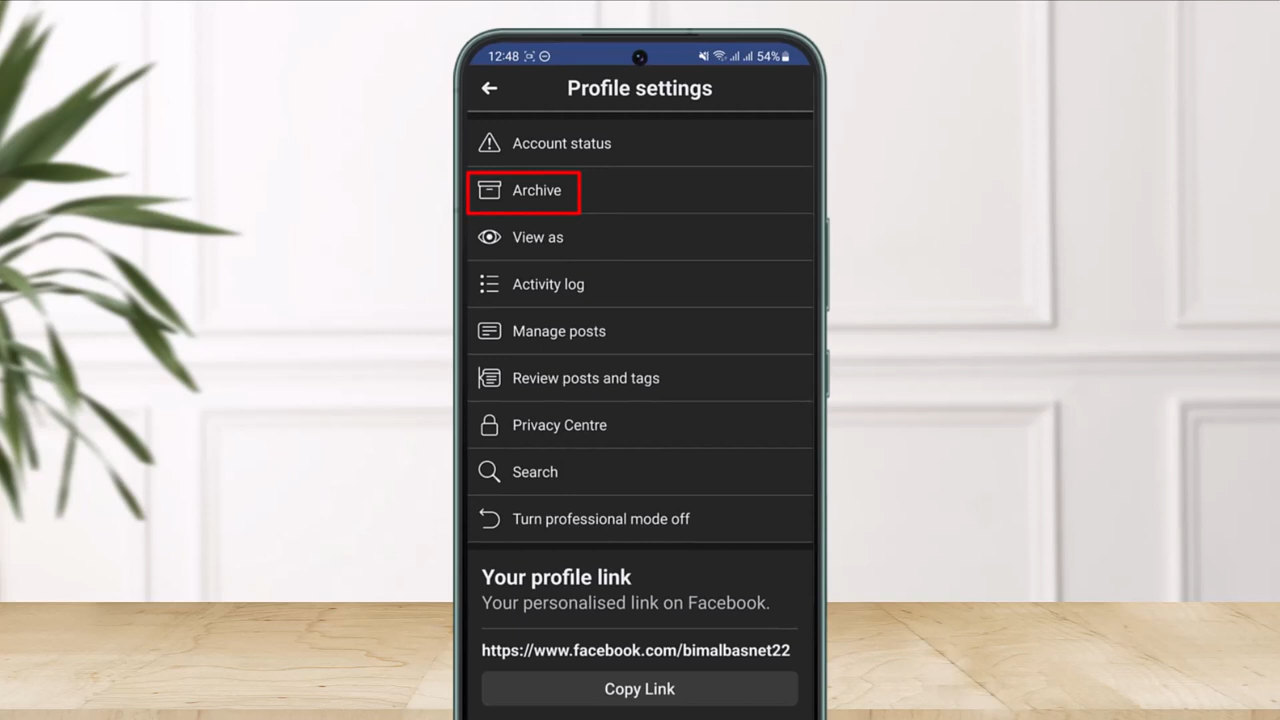 12:48 54%
Profile settings
Account status
Archive
View as
Activity log
Manage posts
Review posts and tags
Privacy Centre
Search
Turn professional mode off
Your profile link
Your personalised link on Facebook.
https://www.facebook.com/bimalbasnet22
Copy Link